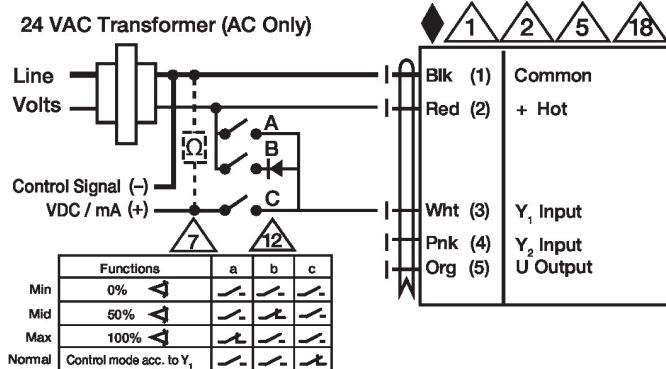 24 VAC Transformer (AC Only)
1 2 5 18
Line
Volts
Blk (1) Common
Red (2) + Hot
A
B
C
Ω
Control Signal (–)
VDC / mA (+)
Wht (3) Y1 Input
Pnk (4) Y2 Input
Org (5) U Output
7 12
Functions a b c
Min 0%
Mid 50%
Max 100%
Normal Control mode acc. to Y1